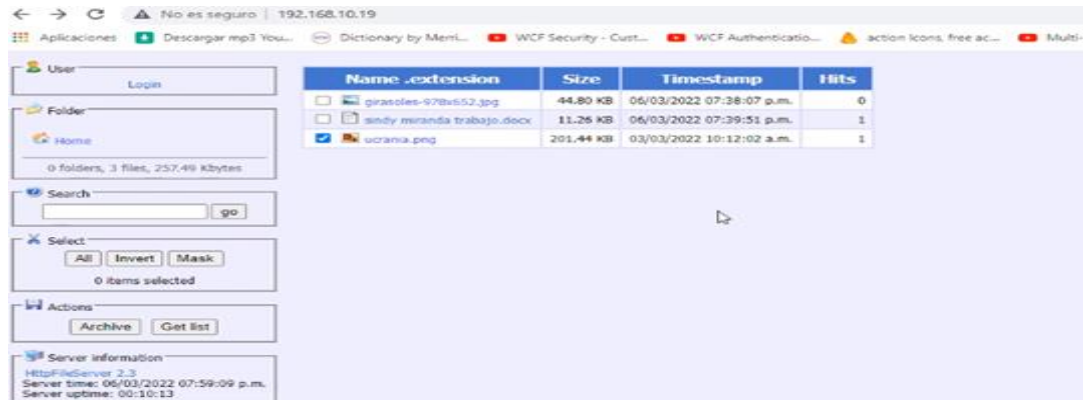 No es seguro | 192.168.10.19
Aplicaciones Descargar mp3 You... Dictionary by Merri... WCF Security - Cust... WCF Authenticatio... action Icons, free ac... Multi-
User
Login
Folder
Home
0 folders, 3 files, 257,49 Kbytes
Search
go
Select
All Invert Mask
0 items selected
Actions
Archive Get list
Server information
HttpFileServer 2.3
Server time: 06/03/2022 07:59:09 p.m.
Server uptime: 00:10:13
Name .extension Size Timestamp Hits
girasoles-978x652.jpg 44,80 KB 06/03/2022 07:38:07 p.m. 0
sindy miranda trabajo.docx 11,26 KB 06/03/2022 07:39:51 p.m. 1
ucrania.png 201,44 KB 03/03/2022 10:12:02 a.m. 1